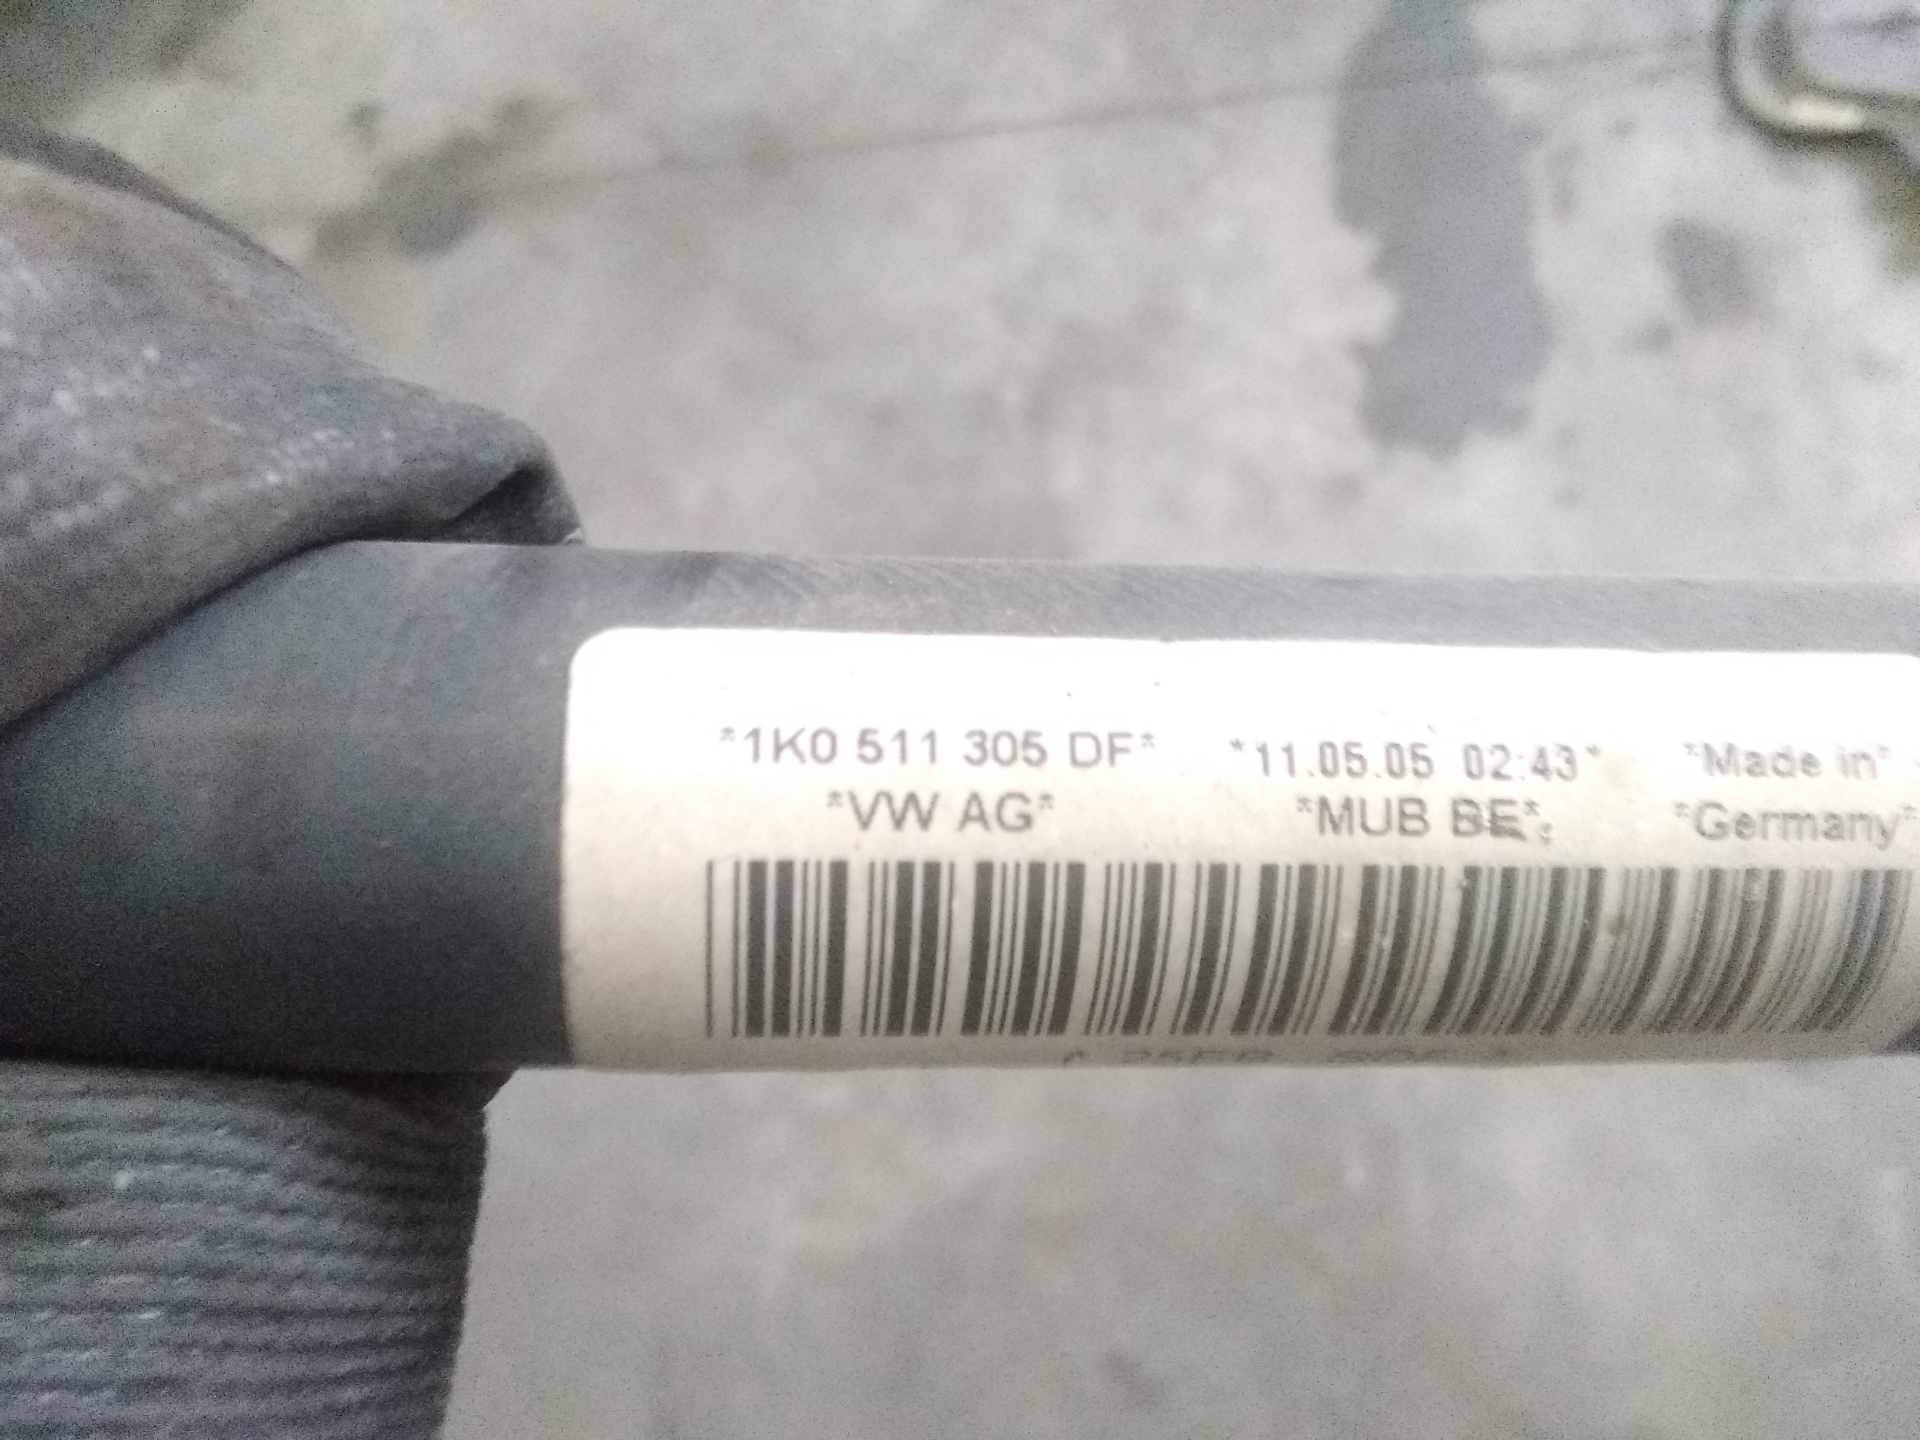 *1K0 511 305 DF* *11.05.05 02:43* *Made in*
*VW AG* *MUB BE* *Germany*